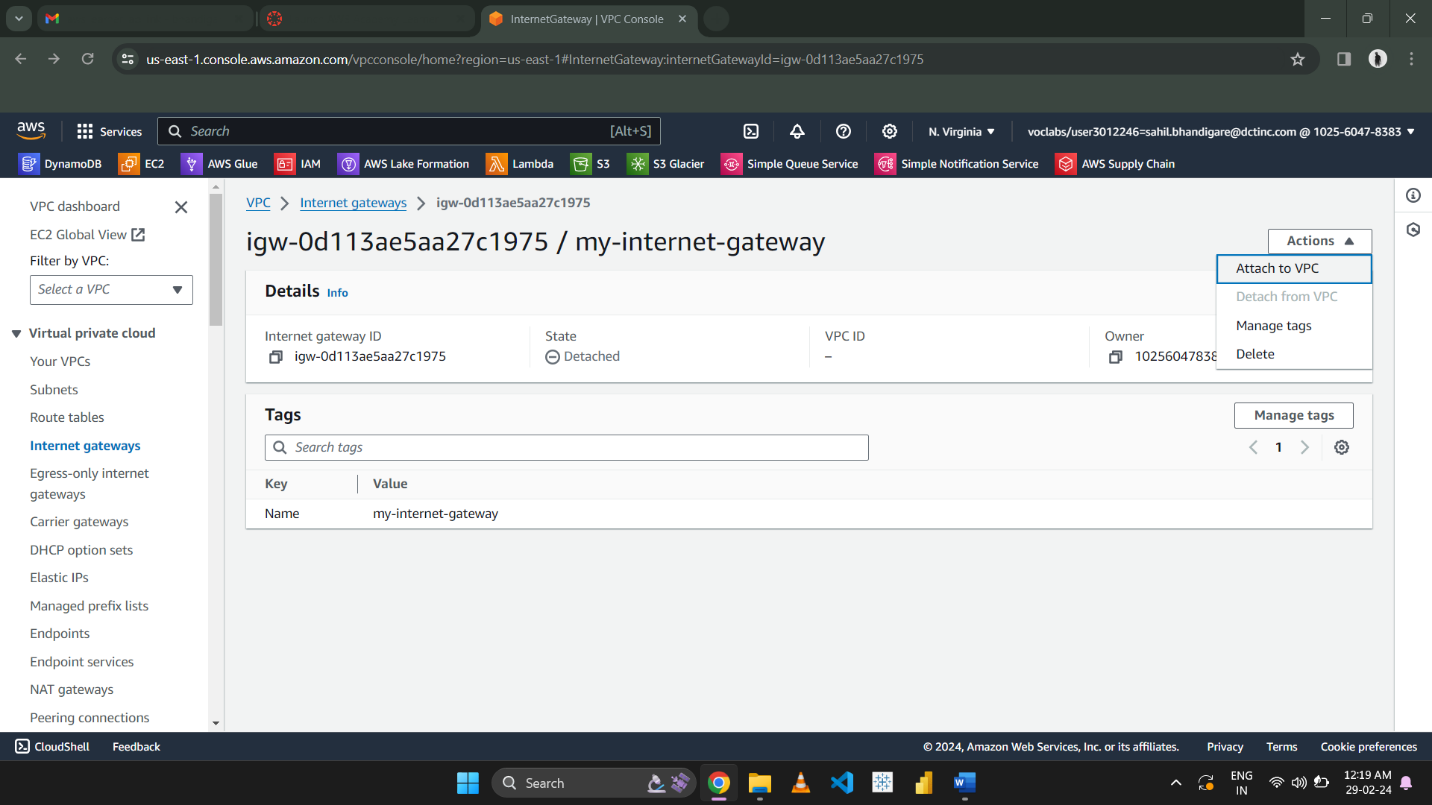 InternetGateway | VPC Console
us-east-1.console.aws.amazon.com/vpcconsole/home?region=us-east-1#InternetGateway:internetGatewayId=igw-0d113ae5aa27c1975
aws
Services
Search
[Alt+S]
N. Virginia
voclabs/user3012246=sahil.bhandigare@dctinc.com @ 1025-6047-8383
DynamoDB
EC2
AWS Glue
IAM
AWS Lake Formation
Lambda
S3
S3 Glacier
Simple Queue Service
Simple Notification Service
AWS Supply Chain
VPC dashboard
EC2 Global View
Filter by VPC:
Select a VPC
Virtual private cloud
Your VPCs
Subnets
Route tables
Internet gateways
Egress-only internet
gateways
Carrier gateways
DHCP option sets
Elastic IPs
Managed prefix lists
Endpoints
Endpoint services
NAT gateways
Peering connections
VPC
Internet gateways
igw-0d113ae5aa27c1975
igw-0d113ae5aa27c1975 / my-internet-gateway
Actions
Attach to VPC
Detach from VPC
Manage tags
Delete
Details
Info
Internet gateway ID
igw-0d113ae5aa27c1975
State
Detached
VPC ID
–
Owner
10256047838
Tags
Manage tags
Search tags
1
Key
Value
Name
my-internet-gateway
CloudShell
Feedback
© 2024, Amazon Web Services, Inc. or its affiliates.
Privacy
Terms
Cookie preferences
Search
ENG
IN
12:19 AM
29-02-24